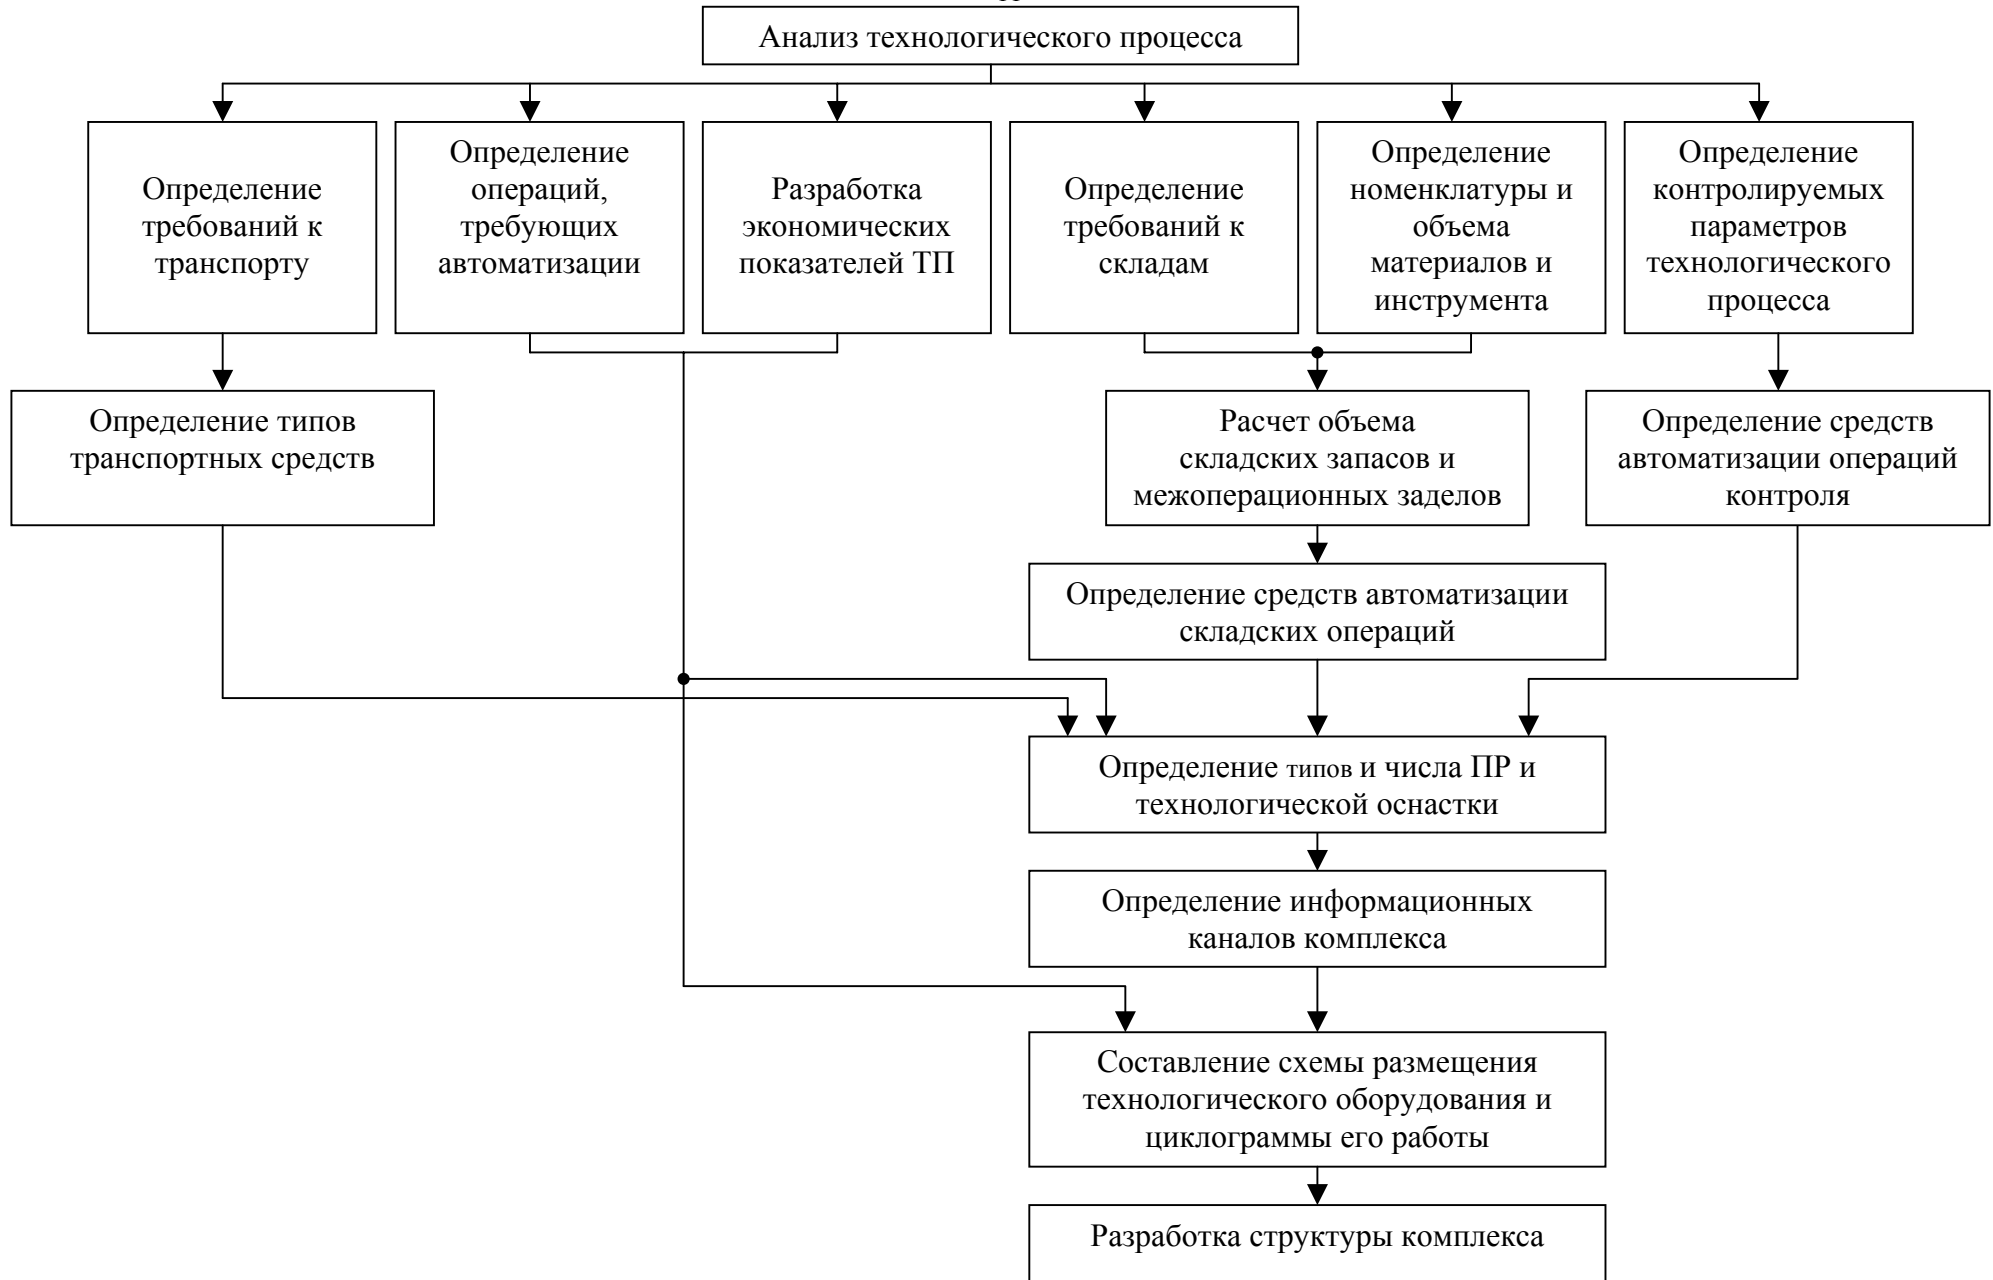 Анализ технологического процесса
Определение
требований к
транспорту
Определение
операций,
требующих
автоматизации
Разработка
экономических
показателей ТП
Определение
требований к
складам
Определение
номенклатуры и
объема
материалов и
инструмента
Определение
контролируемых
параметров
технологического
процесса
Определение типов
транспортных средств
Расчет объема
складских запасов и
межоперационных заделов
Определение средств
автоматизации операций
контроля
Определение средств автоматизации
складских операций
Определение типов и числа ПР и
технологической оснастки
Определение информационных
каналов комплекса
Составление схемы размещения
технологического оборудования и
циклограммы его работы
Разработка структуры комплекса